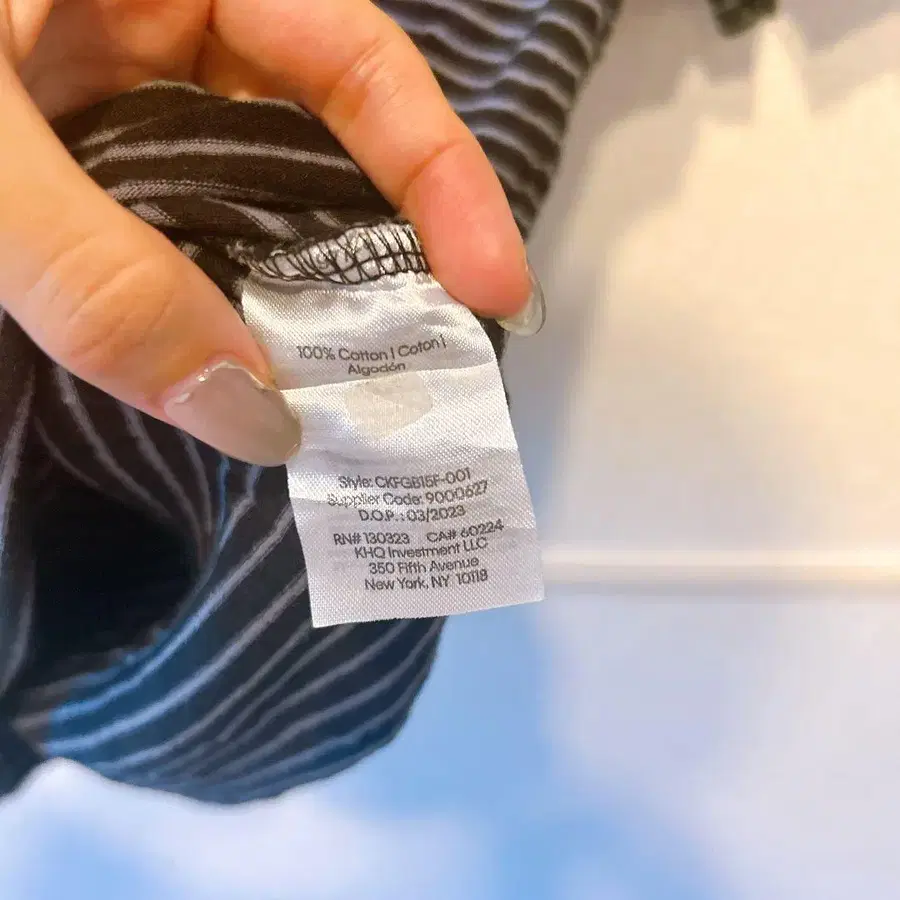 100% Cotton | Coton |
Algodón
Style: CKFGB15F-001
Supplier Code: 9000627
D.O.P.: 03/2023
RN# 130323 CA# 60224
KHQ Investment LLC
350 Fifth Avenue
New York, NY 10118